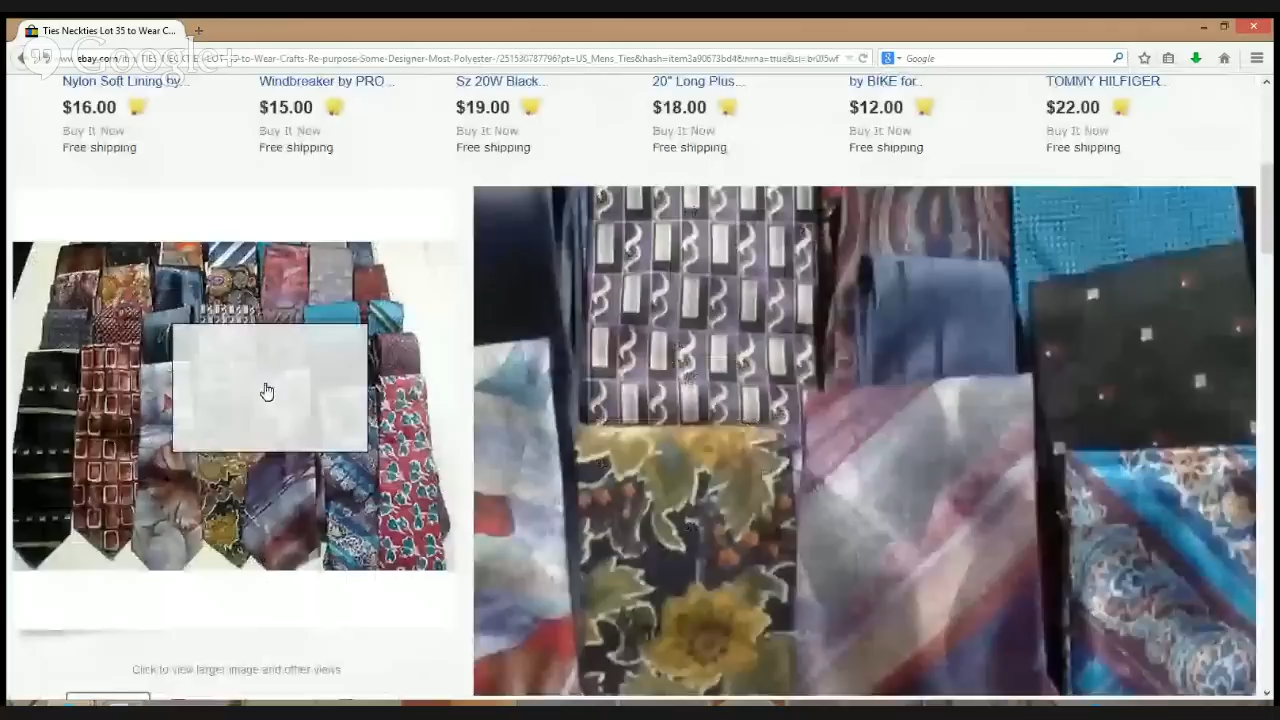 Ties Neckties Lot 35 to Wear C...
Google+
Google
Nylon Soft Lining by...
Windbreaker by PRO...
Sz 20W Black...
20" Long Plus...
by BIKE for..
TOMMY HILFIGER..
$16.00
$15.00
$19.00
$18.00
$12.00
$22.00
Buy It Now
Buy It Now
Buy It Now
Buy It Now
Buy It Now
Buy It Now
Free shipping
Free shipping
Free shipping
Free shipping
Free shipping
Free shipping
Click to view larger image and other views